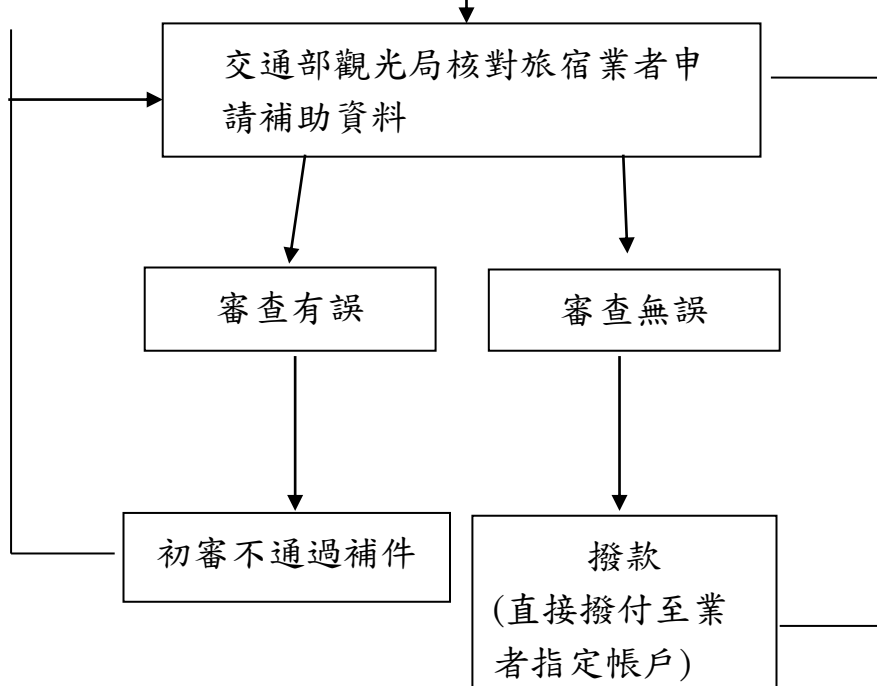 交通部觀光局核對旅宿業者申
請補助資料
審查有誤
審查無誤
初審不通過補件
撥款
(直接撥付至業
者指定帳戶)